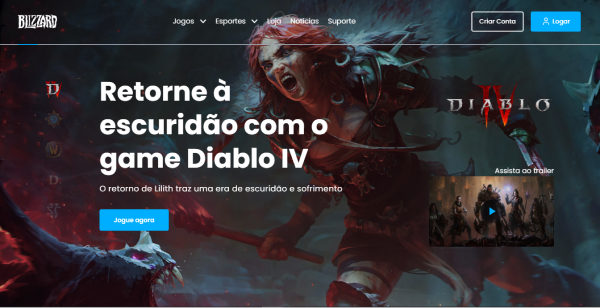 BLIZZARD
Jogos Esportes Loja Notícias Suporte
Criar Conta
Logar
Retorne à
escuridão com o
game Diablo IV
O retorno de Lilith traz uma era de escuridão e sofrimento
Jogue agora
DIABLO
IV
Assista ao trailer